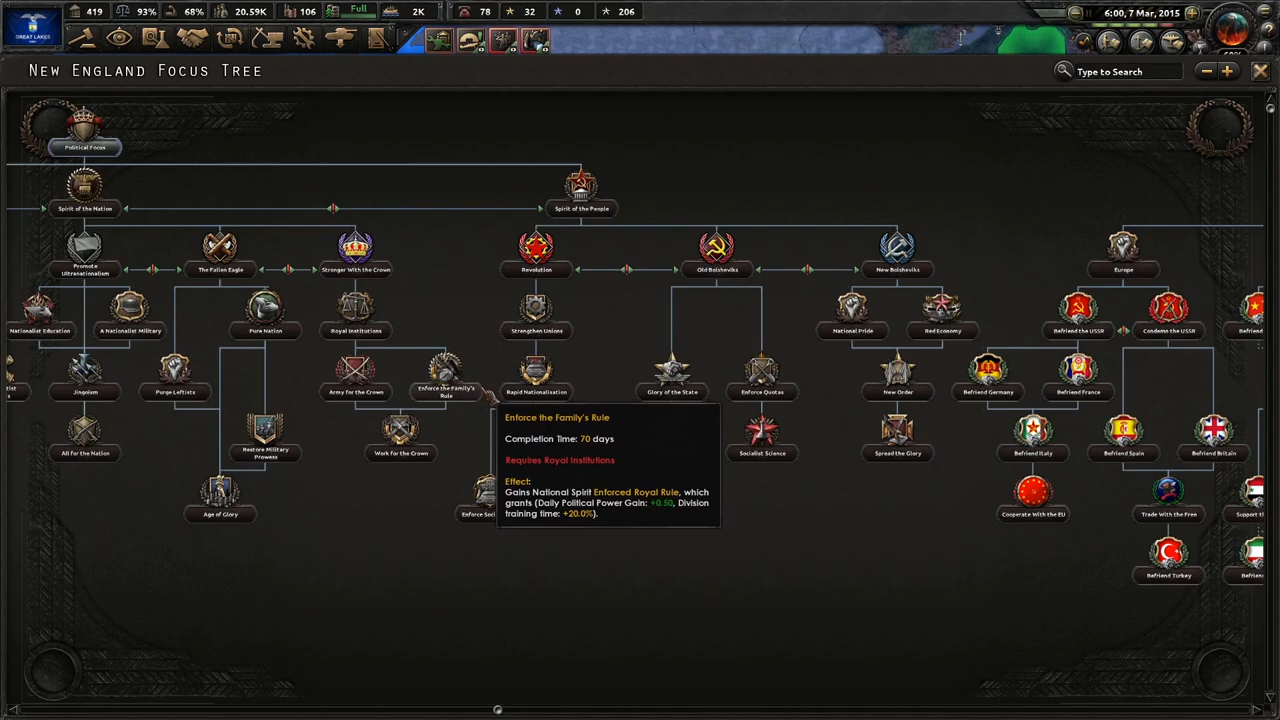 GREAT LAKES
419
93%
68%
20.59K
106
Full
2K
78
32
0
206
6:00, 7 Mar, 2015
New England Focus Tree
Type to Search
Political Focus
Spirit of the Nation
Spirit of the People
Promote
Ultranationalism
The Fallen Eagle
Stronger With the Crown
Revolution
Old Bolsheviks
New Bolsheviks
Europe
Nationalist Education
A Nationalist Military
Pure Nation
Royal Institutions
Strengthen Unions
National Pride
Red Economy
Befriend the USSR
Condemn the USSR
Befriend
Jingoism
Purge Leftists
Army for the Crown
Enforce the Family's
Rule
Rapid Nationalisation
Glory of the State
Enforce Quotas
New Order
Befriend Germany
Befriend France
All for the Nation
Restore Military
Prowess
Work for the Crown
Socialist Science
Spread the Glory
Befriend Italy
Befriend Spain
Befriend Britain
Age of Glory
Enforce Soci
Cooperate With the EU
Trade With the Free
Support t
Befriend Turkey
Befrien
Enforce the Family's Rule
Completion Time: 70 days
Requires Royal Institutions
Effect:
Gains National Spirit Enforced Royal Rule, which
grants (Daily Political Power Gain: +0.50, Division
training time: +20.0%).